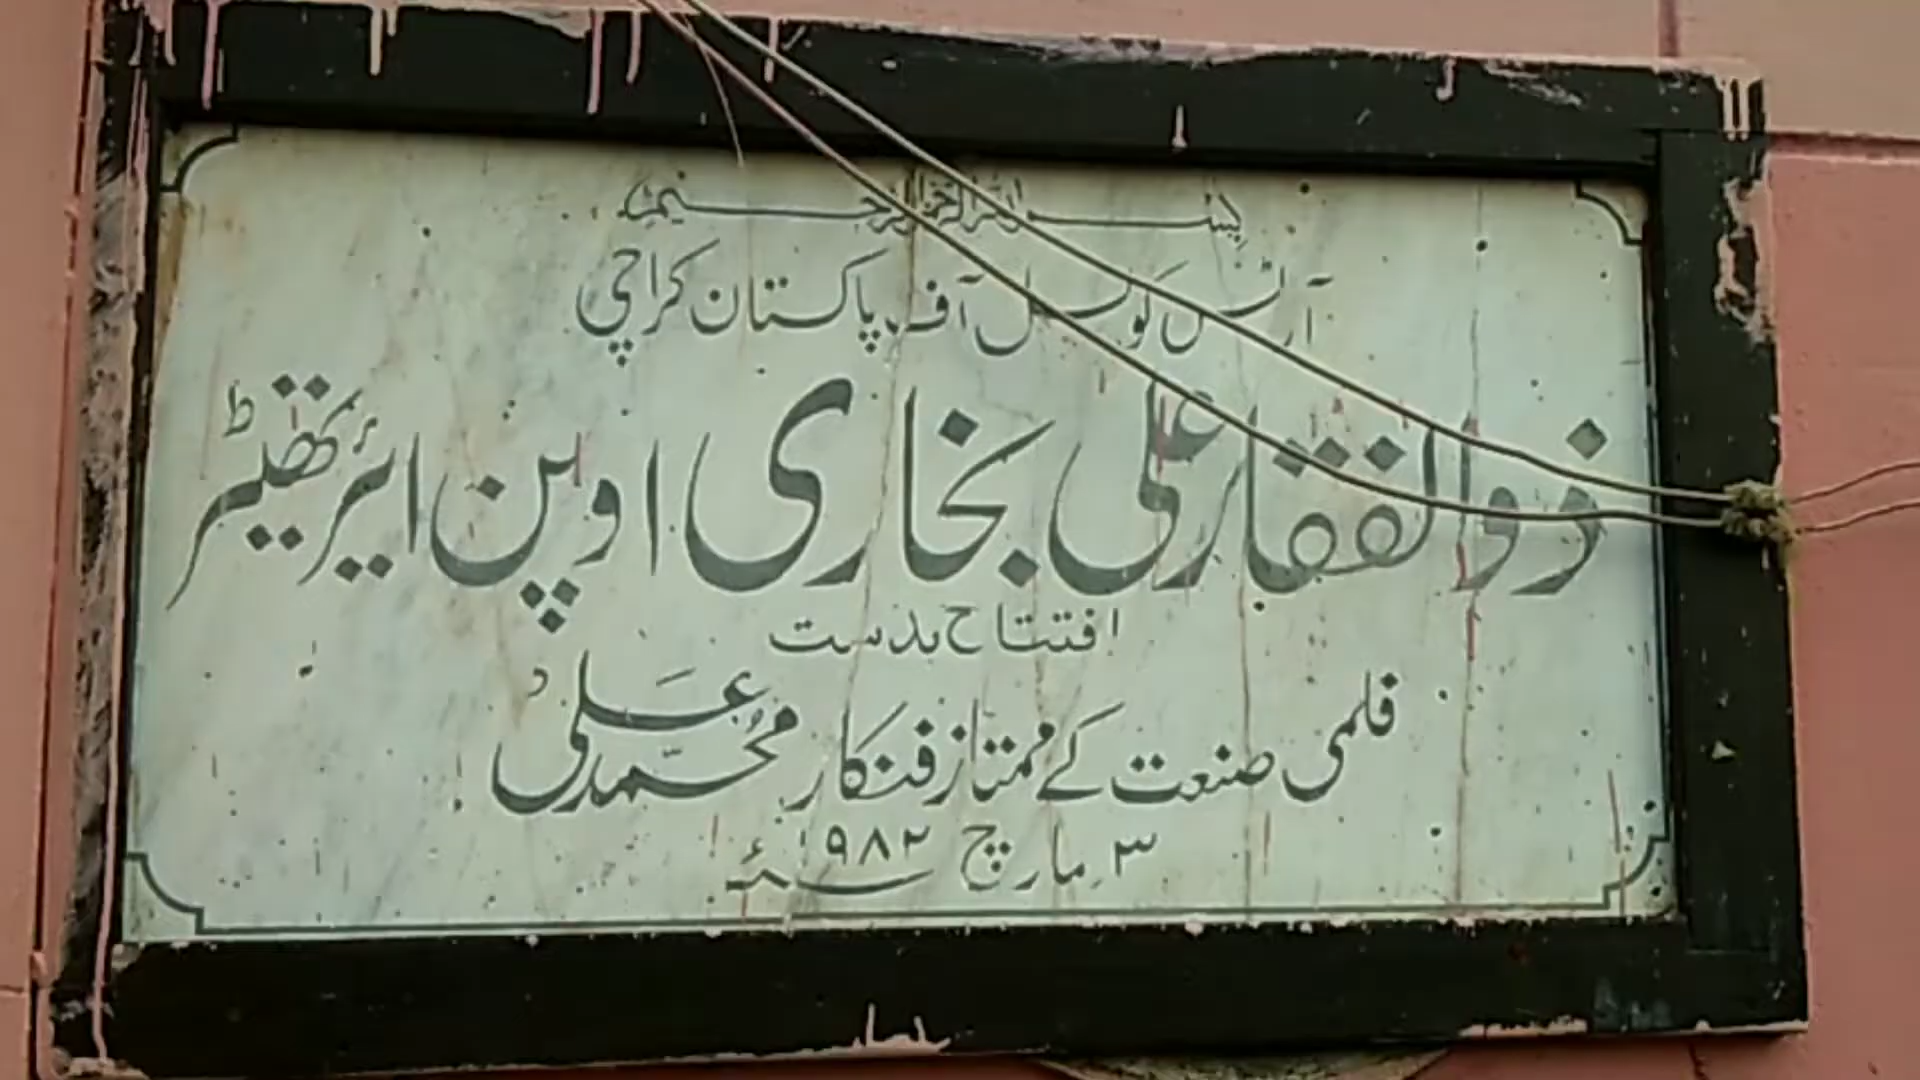 بسم اللہ الرحمٰن الرحیم
آرٹس کونسل آف پاکستان کراچی
ذوالفقار علی بخاری اوپن ایئر تھیٹر
افتتاح بدست
فلمی صنعت کے ممتاز فنکار محمد علی
۳ مارچ ۱۹۸۲ء